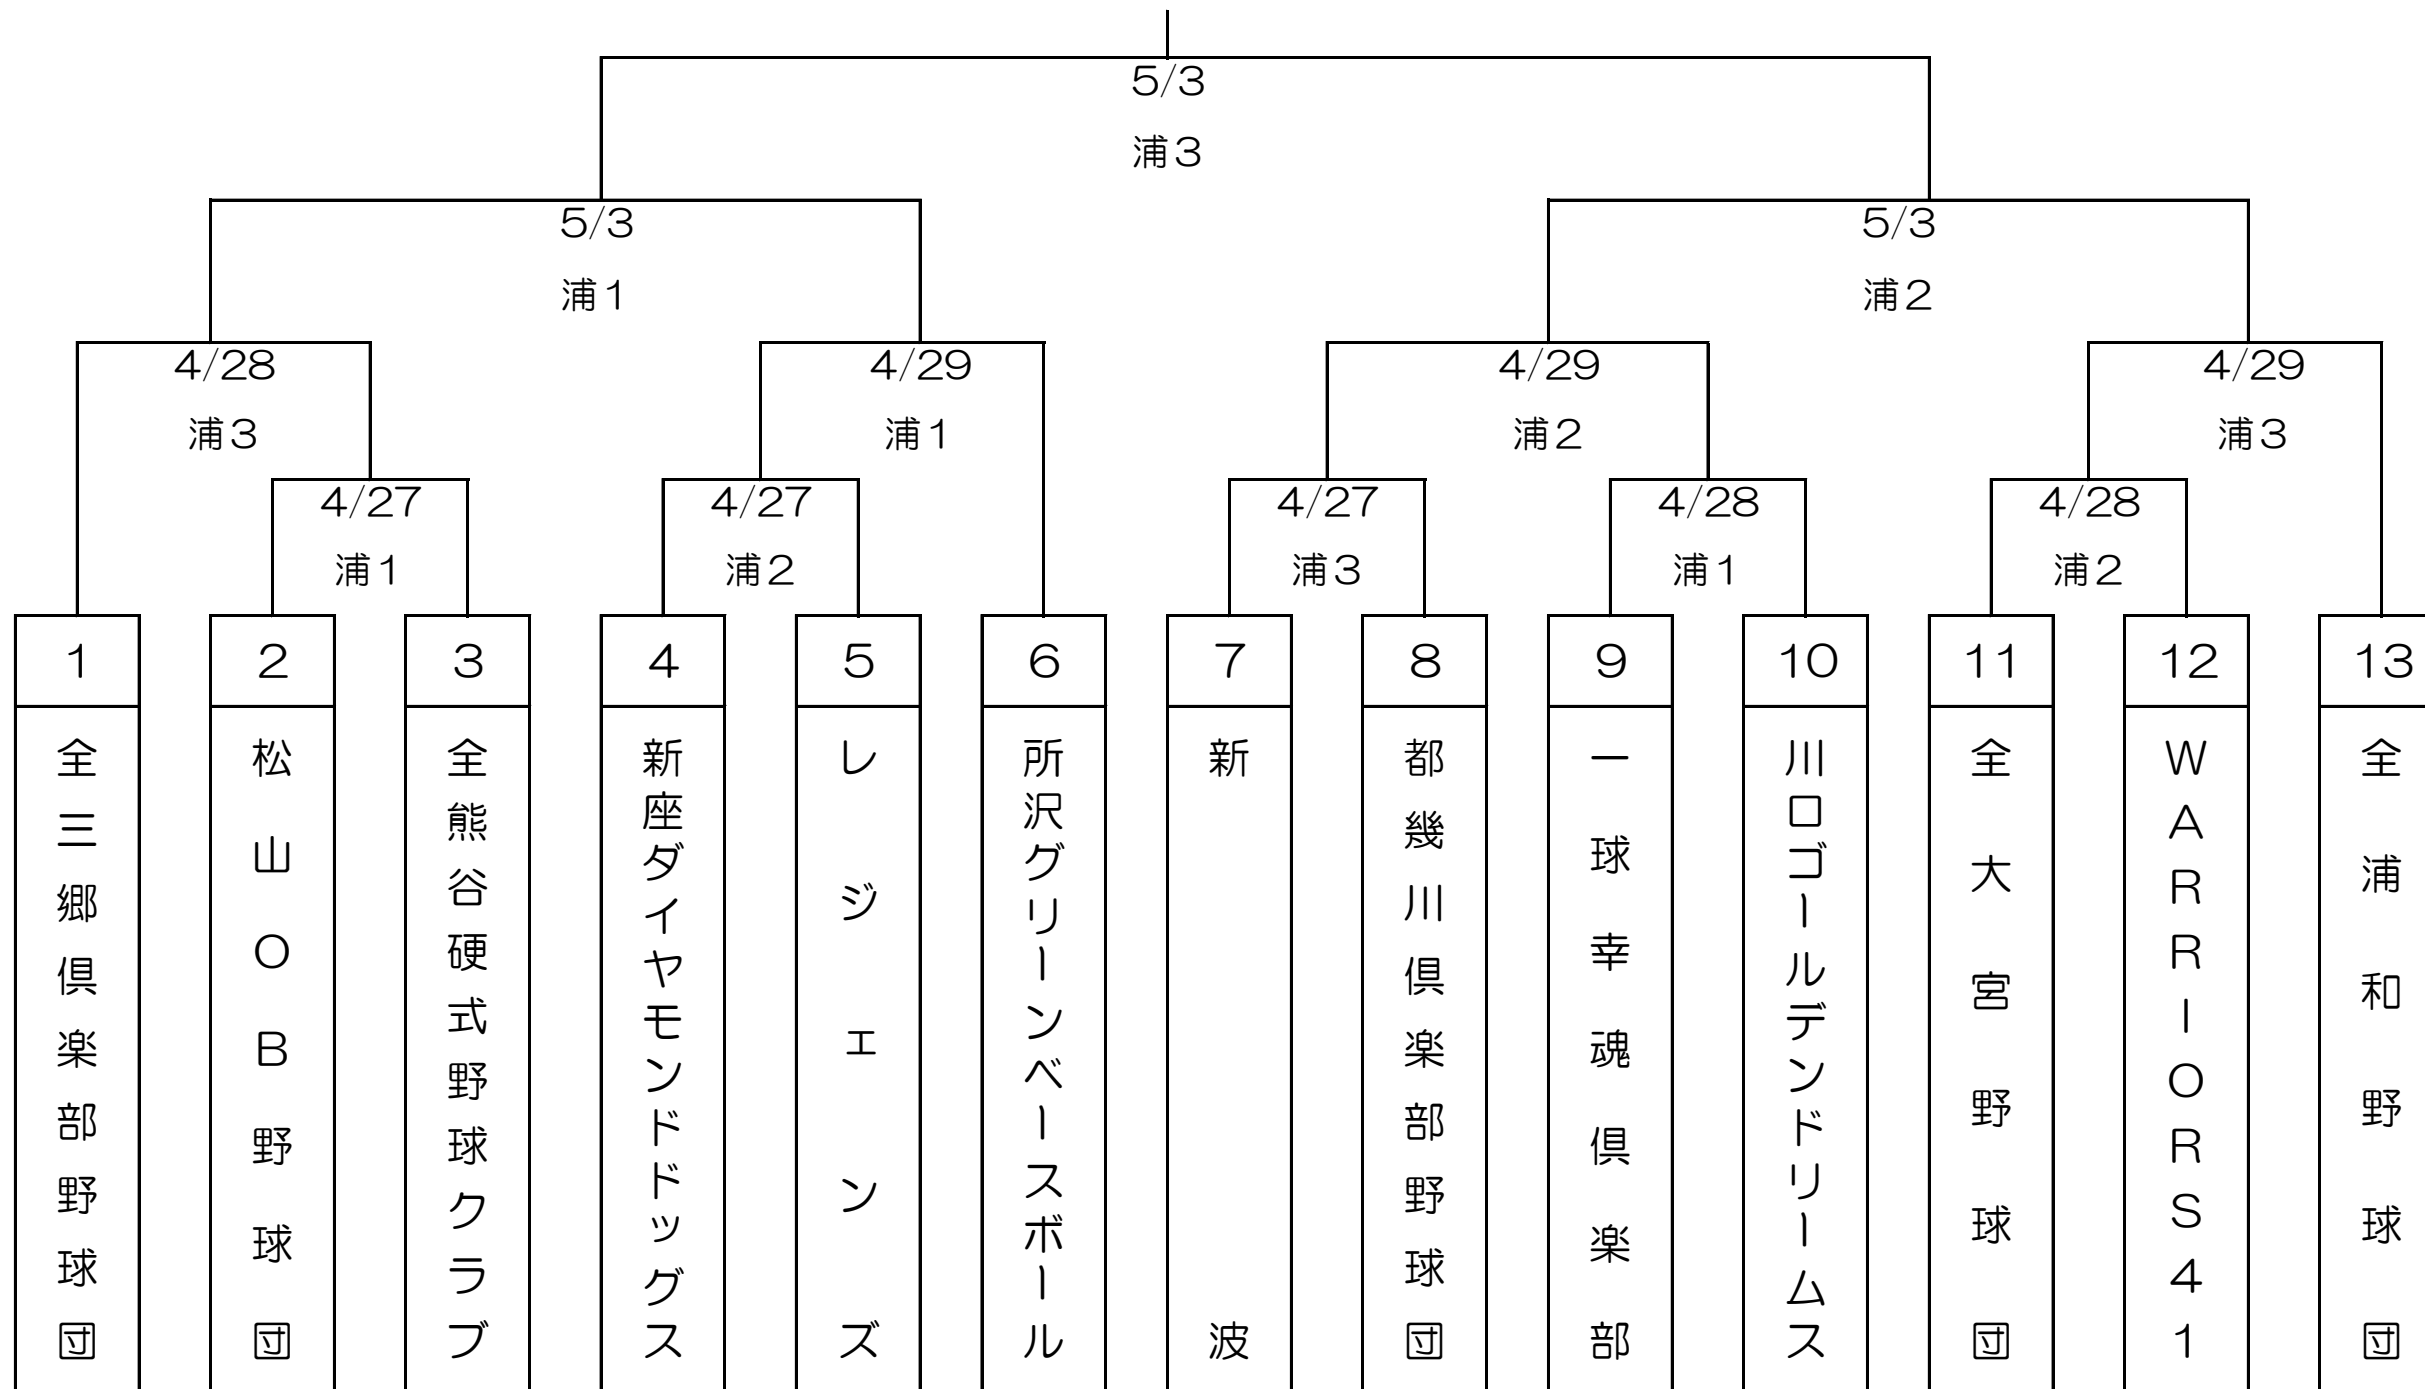 5/3
浦3
5/3
浦1
5/3
浦2
4/28
浦3
4/29
浦1
4/29
浦2
4/29
浦3
4/27
浦1
4/27
浦2
4/27
浦3
4/28
浦1
4/28
浦2
1
2
3
4
5
6
7
8
9
10
11
12
13
全三郷倶楽部野球団
松山OB野球団
全熊谷硬式野球クラブ
新座ダイヤモンドドッグス
レジェンズ
所沢グリーンベースボール
新波
都幾川倶楽部野球団
一球幸魂倶楽部
川口ゴールデンドリームス
全大宮野球団
WARRIORS41
全浦和野球団